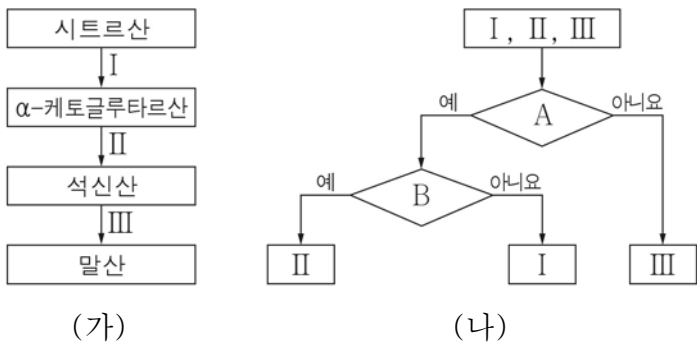 시트르산
Ⅰ
α-케토글루타르산
Ⅱ
석신산
Ⅲ
말산
(가)
Ⅰ, Ⅱ, Ⅲ
예 A 아니요
예 B 아니요
Ⅱ Ⅰ Ⅲ
(나)